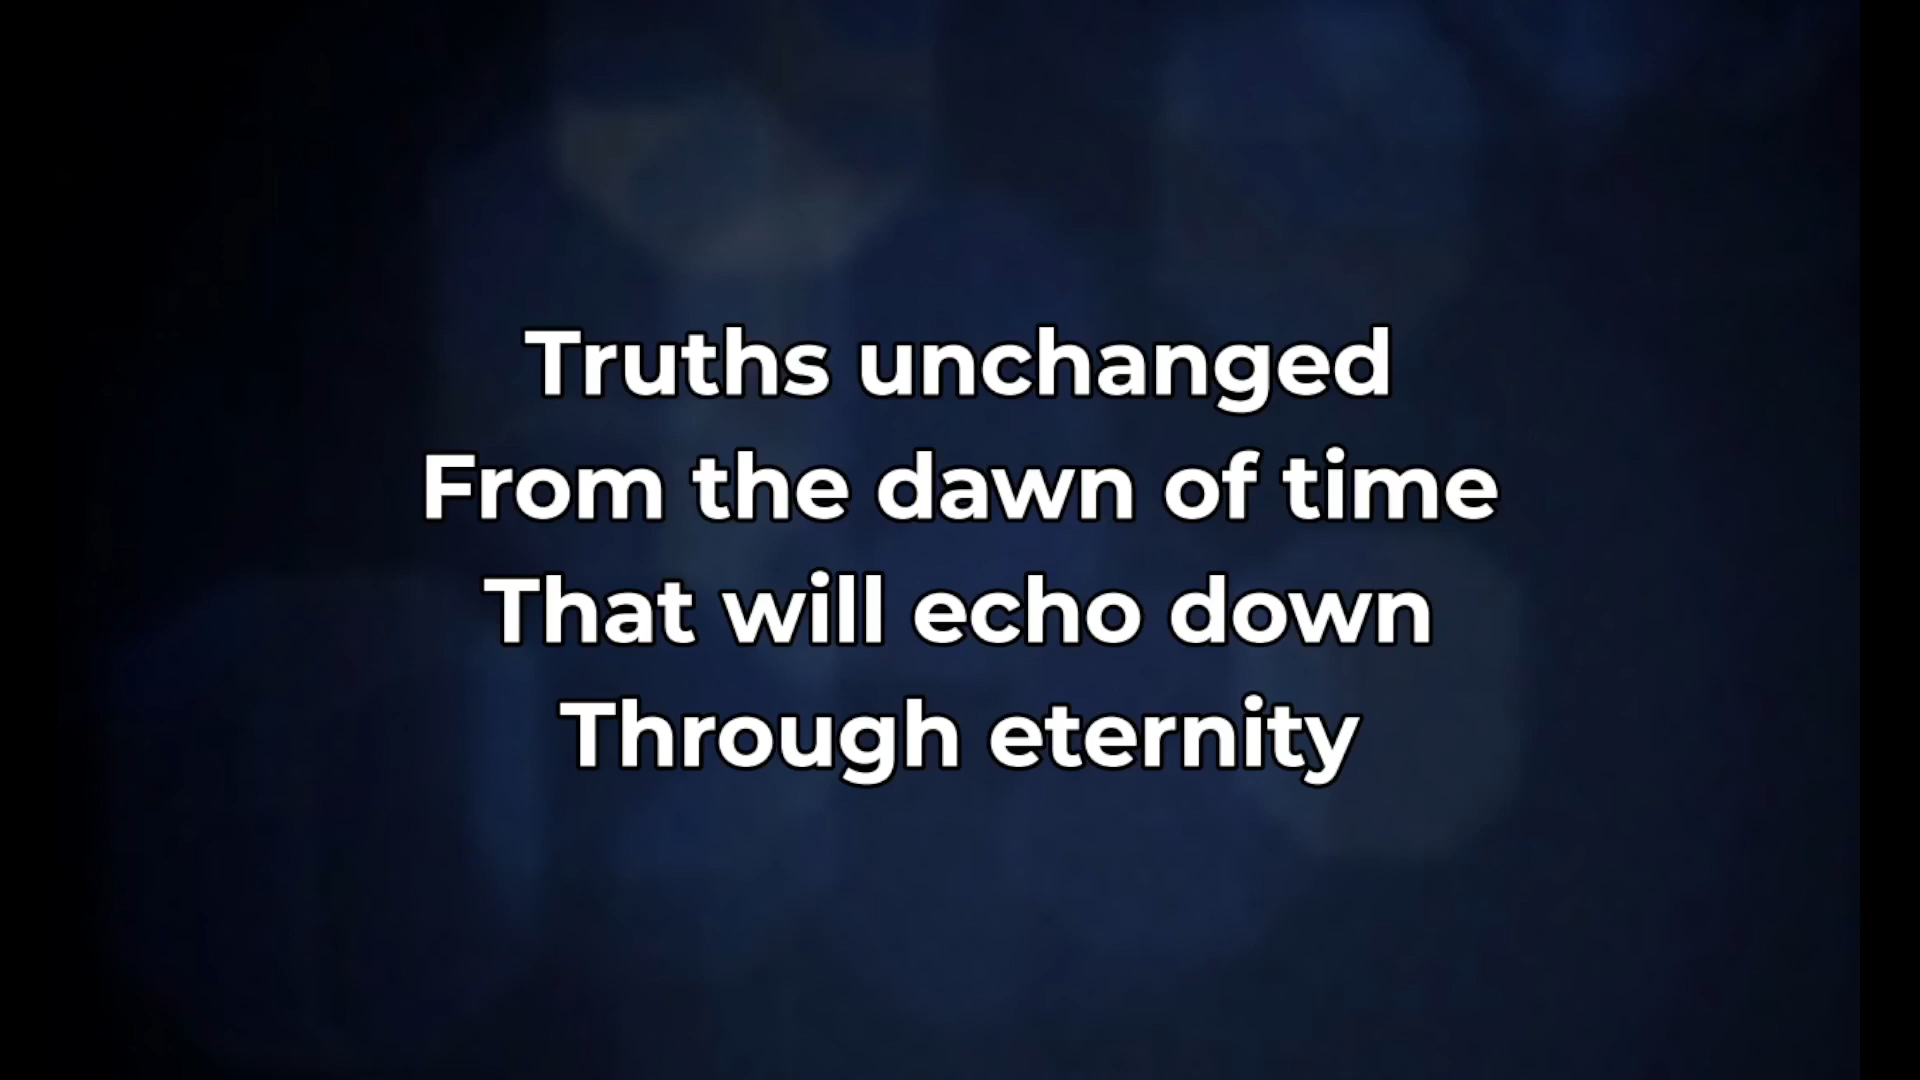 Truths unchanged
From the dawn of time
That will echo down
Through eternity